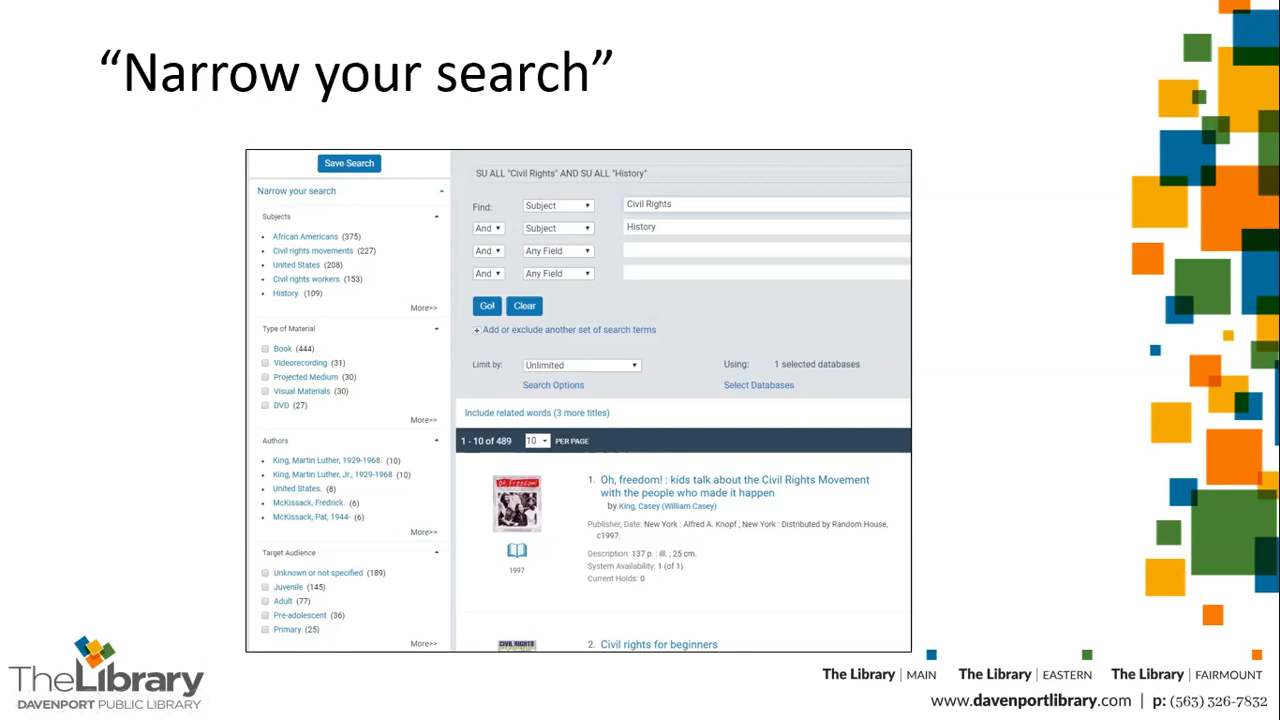 “Narrow your search”
Save Search
Narrow your search
Subjects
African Americans (375)
Civil rights movements (227)
United States (208)
Civil rights workers (153)
History. (109)
More>>
Type of Material
Book (444)
Videorecording (31)
Projected Medium (30)
Visual Materials (30)
DVD (27)
More>>
Authors
King, Martin Luther, 1929-1968. (10)
King, Martin Luther, Jr., 1929-1968 (10)
United States. (8)
McKissack, Fredrick. (6)
McKissack, Pat, 1944- (6)
More>>
Target Audience
Unknown or not specified (189)
Juvenile (145)
Adult (77)
Pre-adolescent (36)
Primary (25)
More>>
SU ALL "Civil Rights" AND SU ALL "History"
Find: Subject Civil Rights
And Subject History
And Any Field
And Any Field
Go! Clear
Add or exclude another set of search terms
Limit by: Unlimited Using: 1 selected databases
Search Options Select Databases
Include related words (3 more titles)
1 - 10 of 489 10 PER PAGE
Oh, Freedom!
1997
1. Oh, freedom! : kids talk about the Civil Rights Movement
with the people who made it happen
by King, Casey (William Casey)
Publisher, Date: New York : Alfred A. Knopf ; New York : Distributed by Random House,
c1997.
Description: 137 p. : ill. ; 25 cm.
System Availability: 1 (of 1)
Current Holds: 0
CIVIL RIGHTS
2. Civil rights for beginners
TheLibrary
DAVENPORT PUBLIC LIBRARY
The Library | MAIN The Library | EASTERN The Library | FAIRMOUNT
www.davenportlibrary.com | p: (563) 326-7832